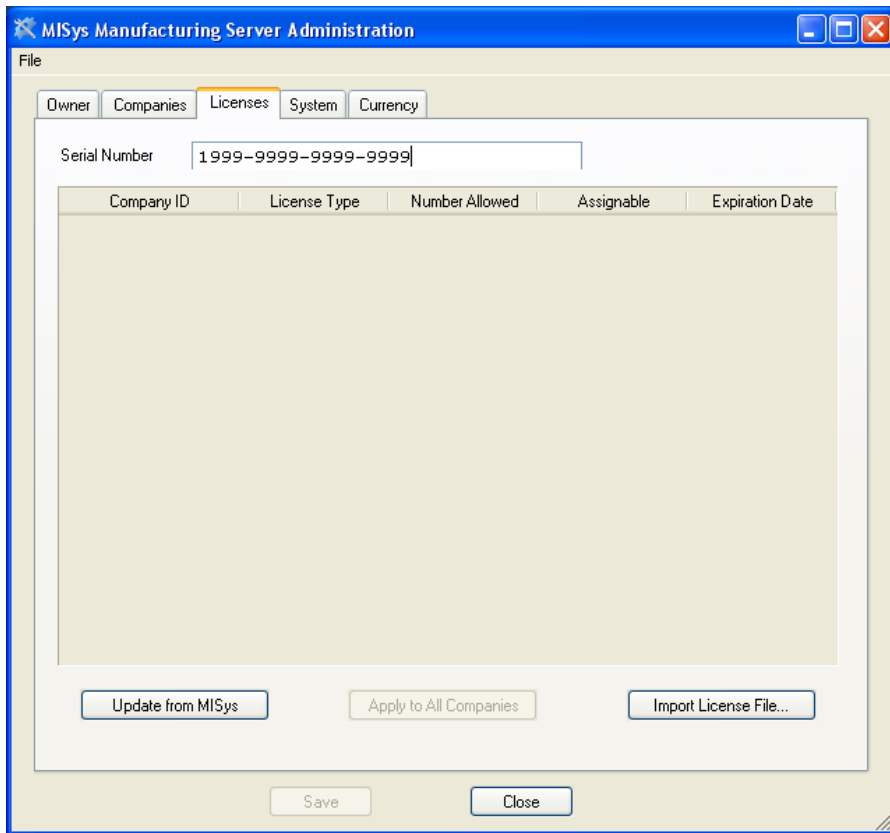 MISys Manufacturing Server Administration
File
Owner Companies Licenses System Currency
Serial Number 1999-9999-9999-9999
Company ID License Type Number Allowed Assignable Expiration Date
Update from MISys Apply to All Companies Import License File...
Save Close